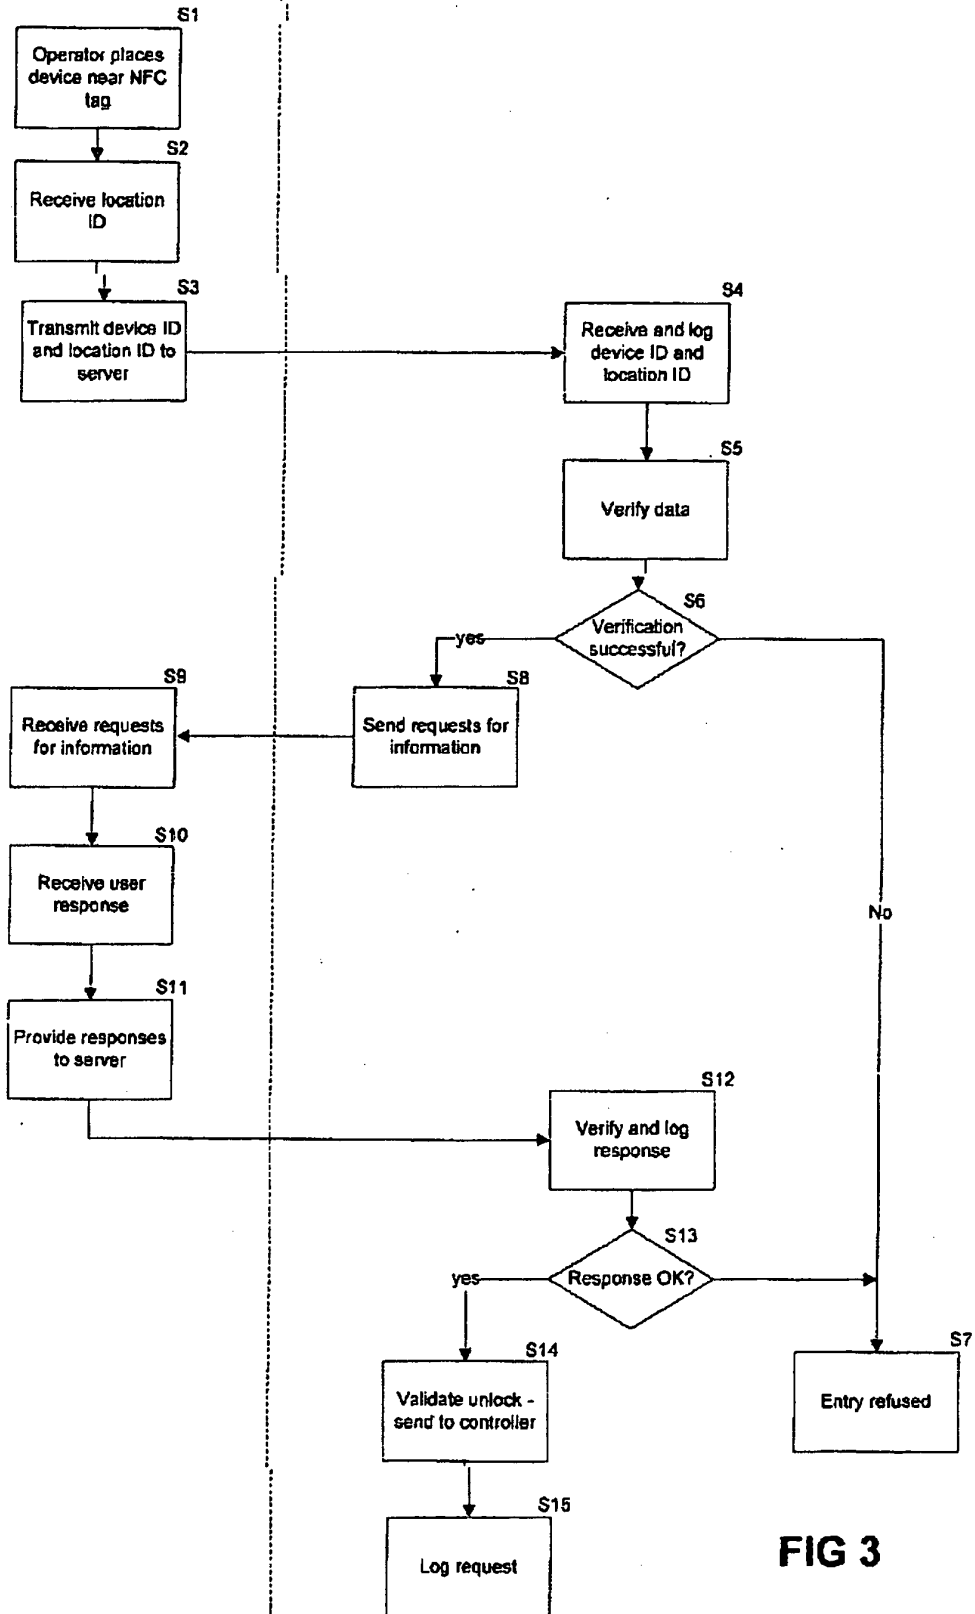 S1
Operator places
device near NFC
tag
S2
Receive location
ID
S3
Transmit device ID
and location ID to
server
S4
Receive and log
device ID and
location ID
S5
Verify data
S6
Verification
successful?
yes
No
S8
Send requests for
information
S9
Receive requests
for information
S10
Receive user
response
S11
Provide responses
to server
S12
Verify and log
response
S13
Response OK?
yes
S14
Validate unlock -
send to controller
S7
Entry refused
S15
Log request
FIG 3